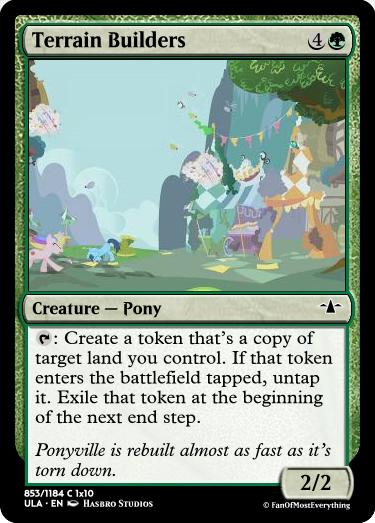 Terrain Builders 4
Creature — Pony
: Create a token that's a copy of
target land you control. If that token
enters the battlefield tapped, untap
it. Exile that token at the beginning
of the next end step.
Ponyville is rebuilt almost as fast as it's
torn down.
2/2
853/1184 C 1x10
ULA • EN Hasbro Studios © FanOfMostEverything